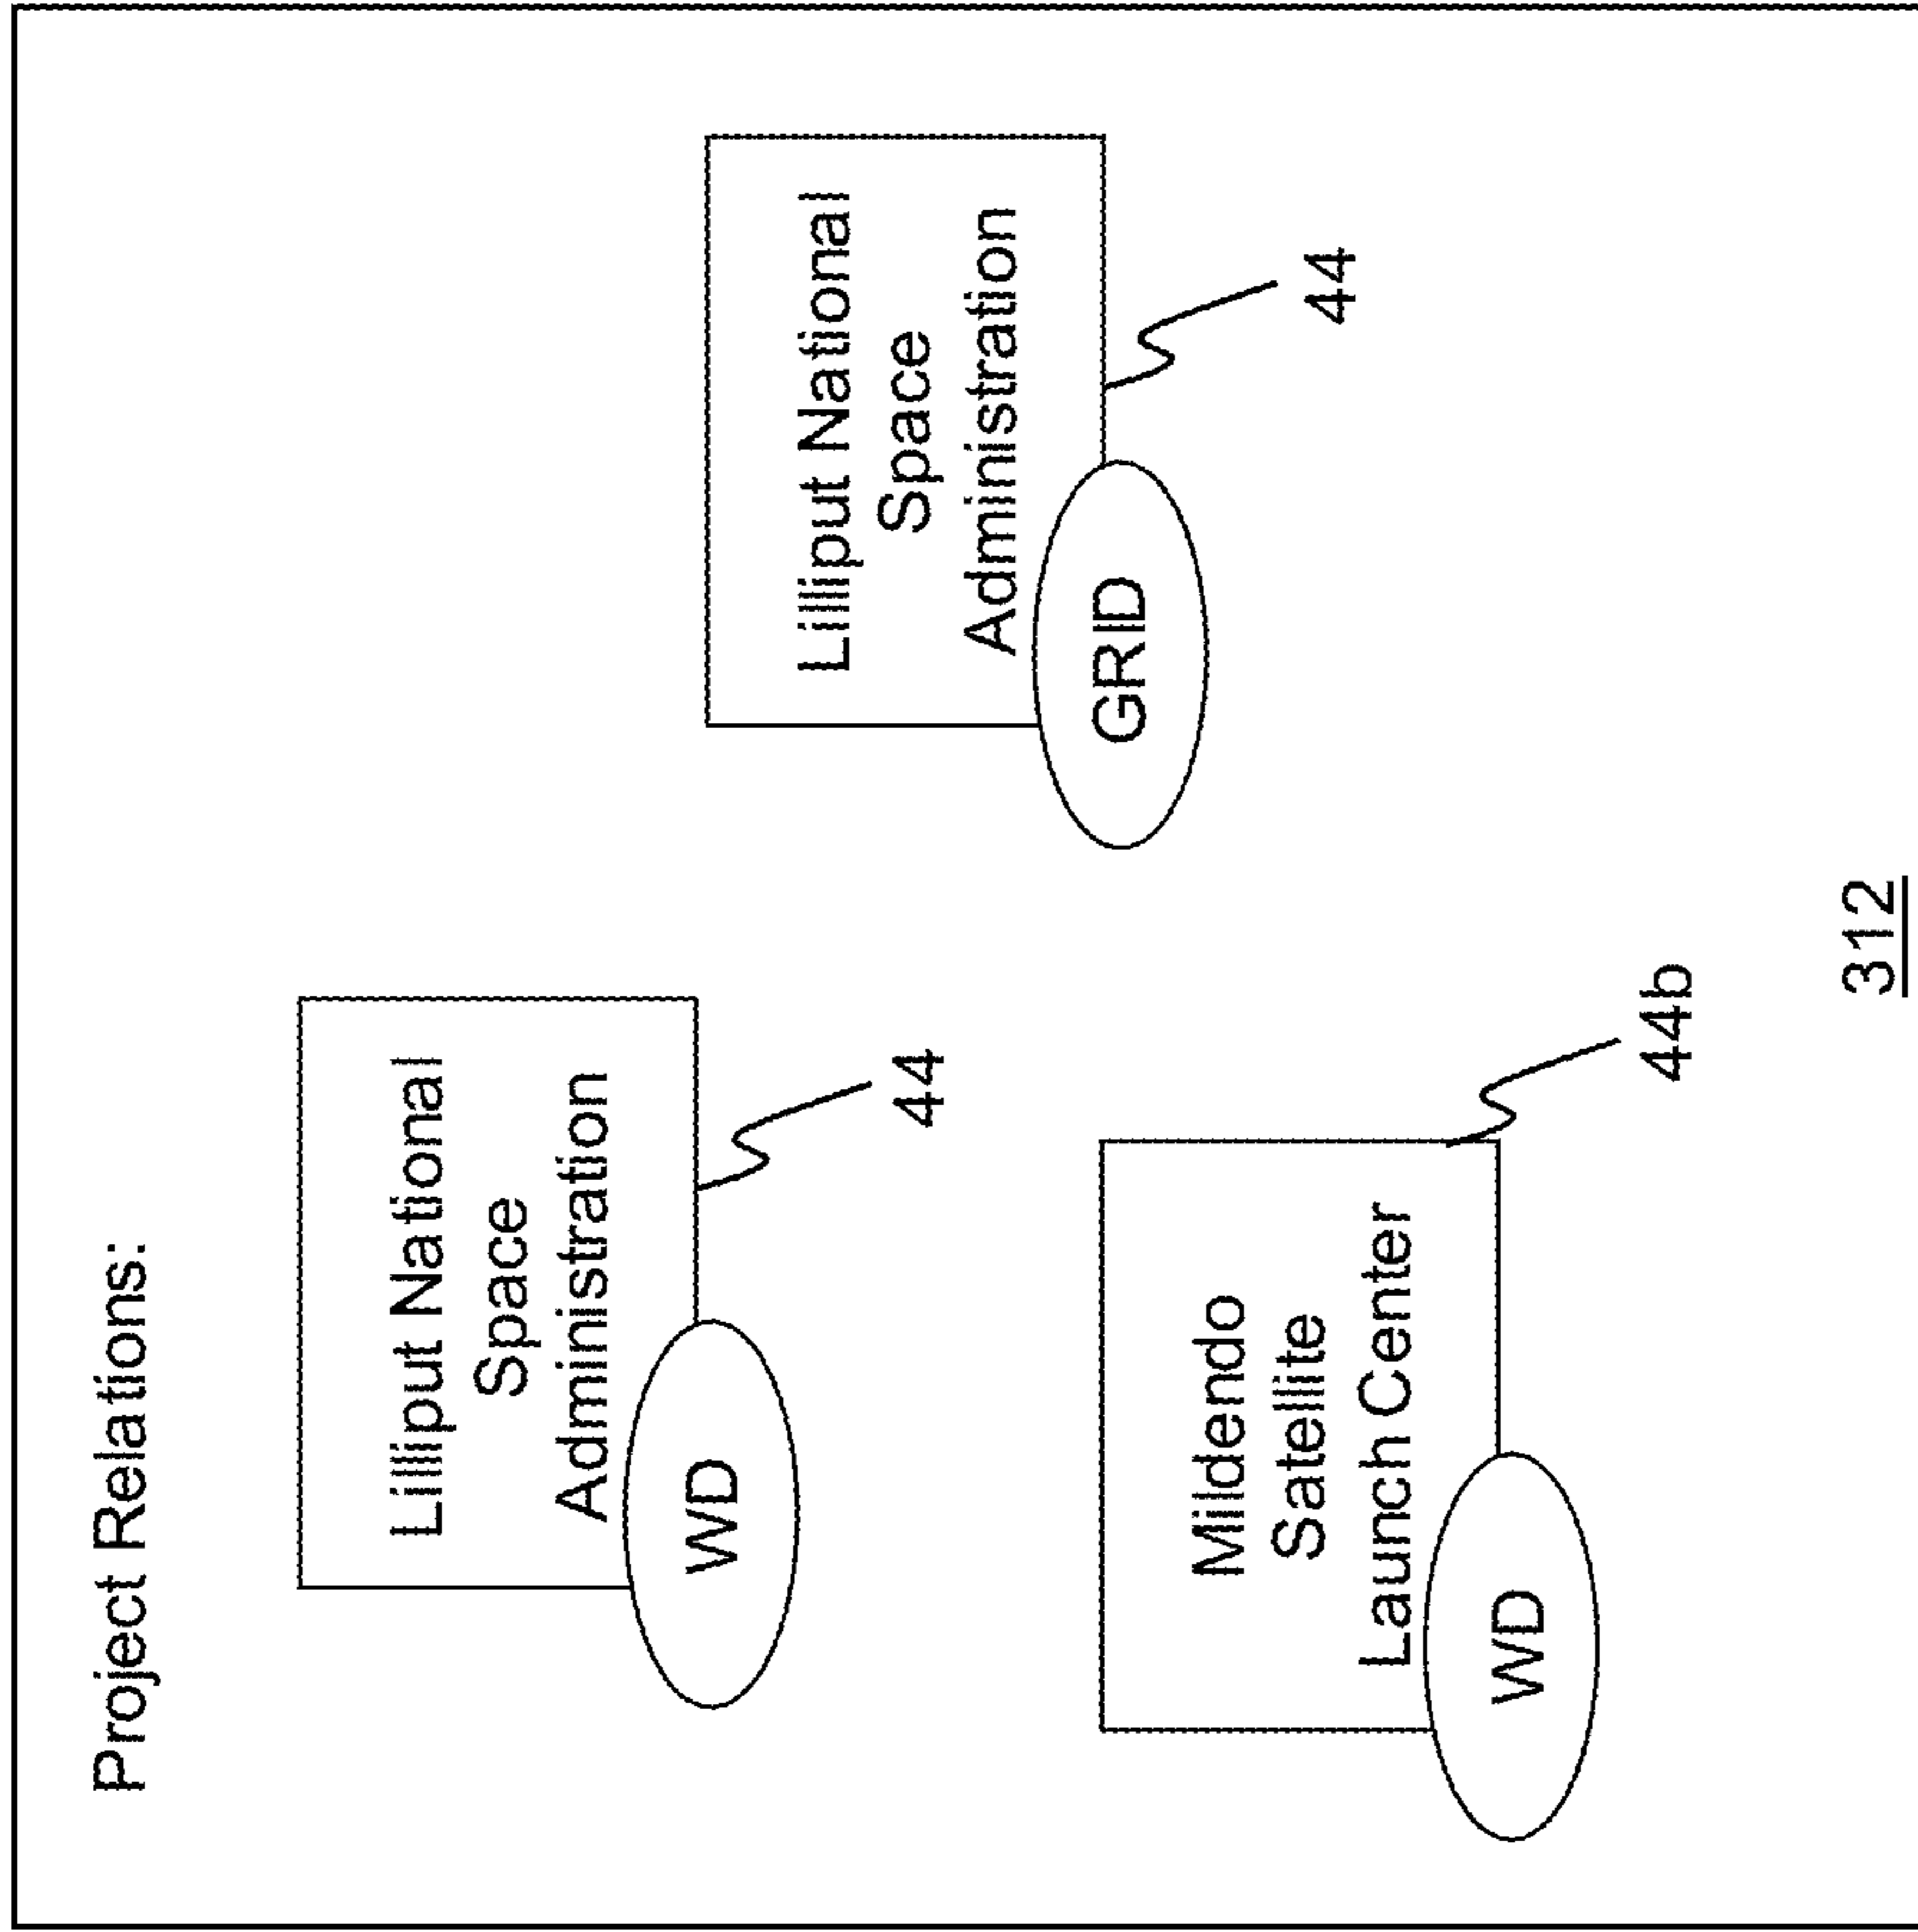 Project Relations:
Lilliput National
Space
Administration
WD
44
Lilliput National
Space
Administration
GRID
44
Mildendo
Satellite
Launch Center
WD
44b
312